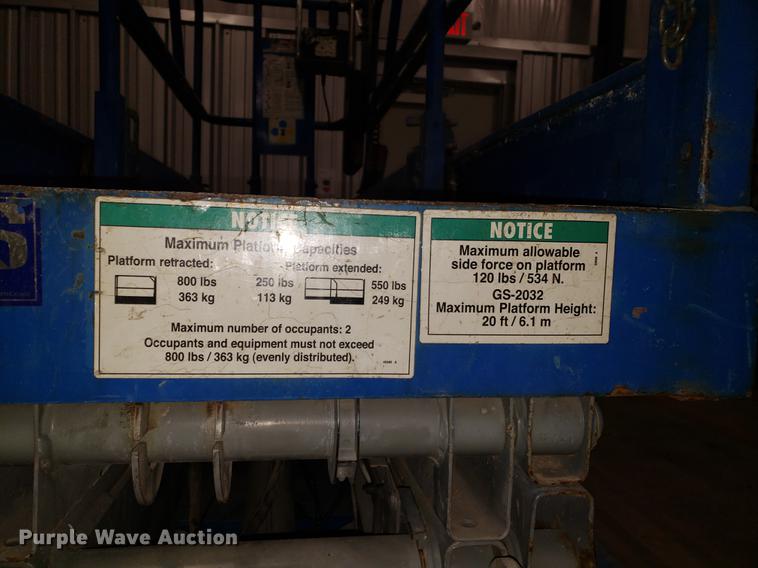 EXIT
NOTICE
Maximum Platform Capacities
Platform retracted: Platform extended:
800 lbs 250 lbs 550 lbs
363 kg 113 kg 249 kg
Maximum number of occupants: 2
Occupants and equipment must not exceed
800 lbs / 363 kg (evenly distributed).
NOTICE
Maximum allowable
side force on platform
120 lbs / 534 N.
GS-2032
Maximum Platform Height:
20 ft / 6.1 m
S
Purple Wave Auction